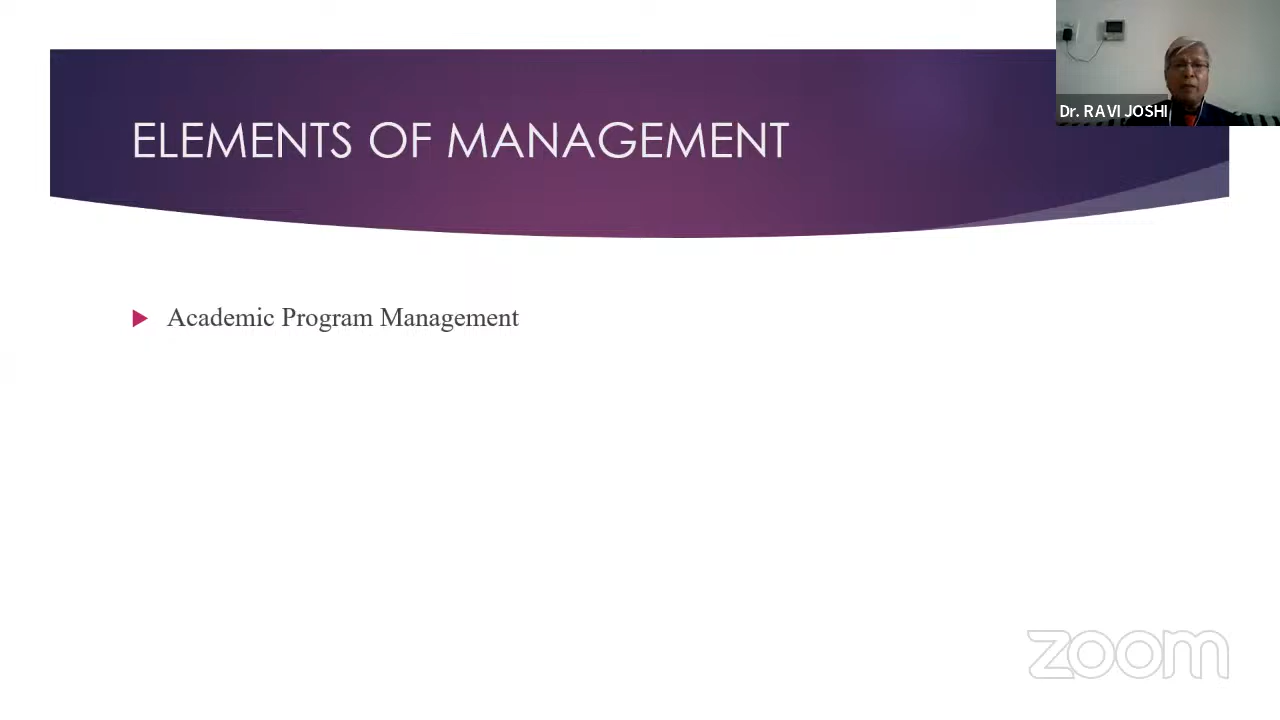 ELEMENTS OF MANAGEMENT
Dr. RAVI JOSHI
Academic Program Management
zoom